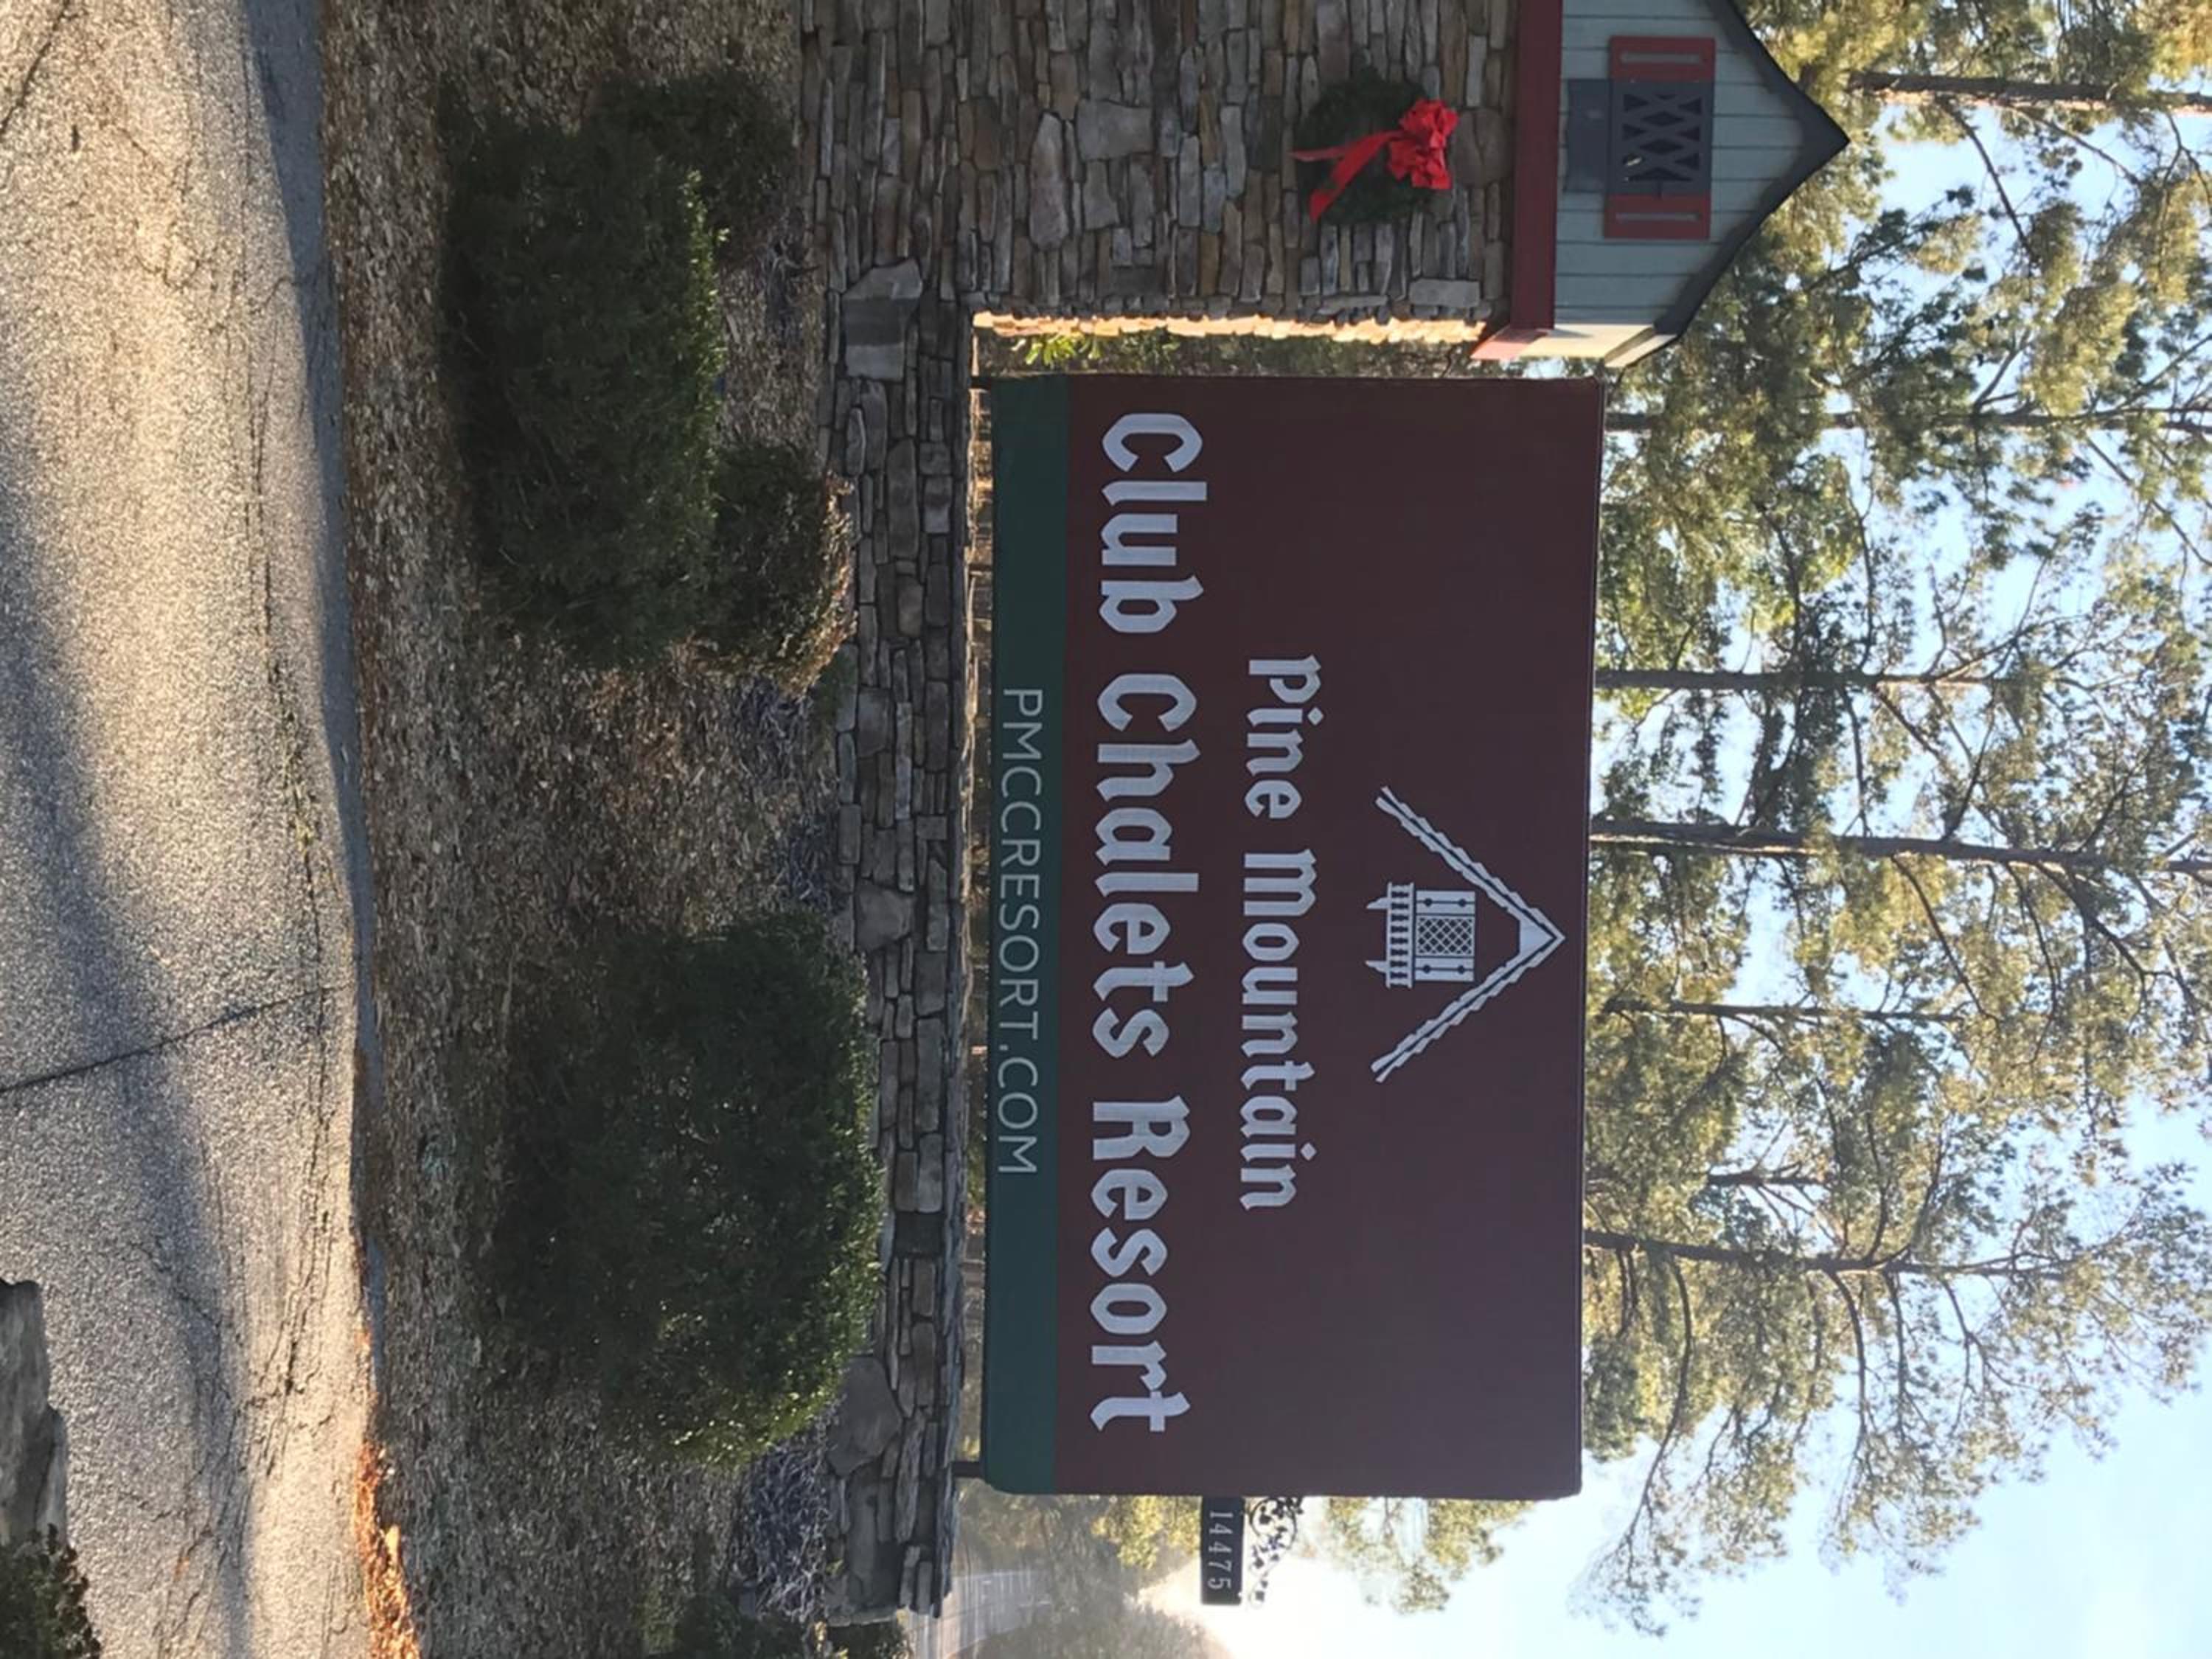 Pine Mountain
Club Chalets Resort
PMCCRESORT.COM
14475